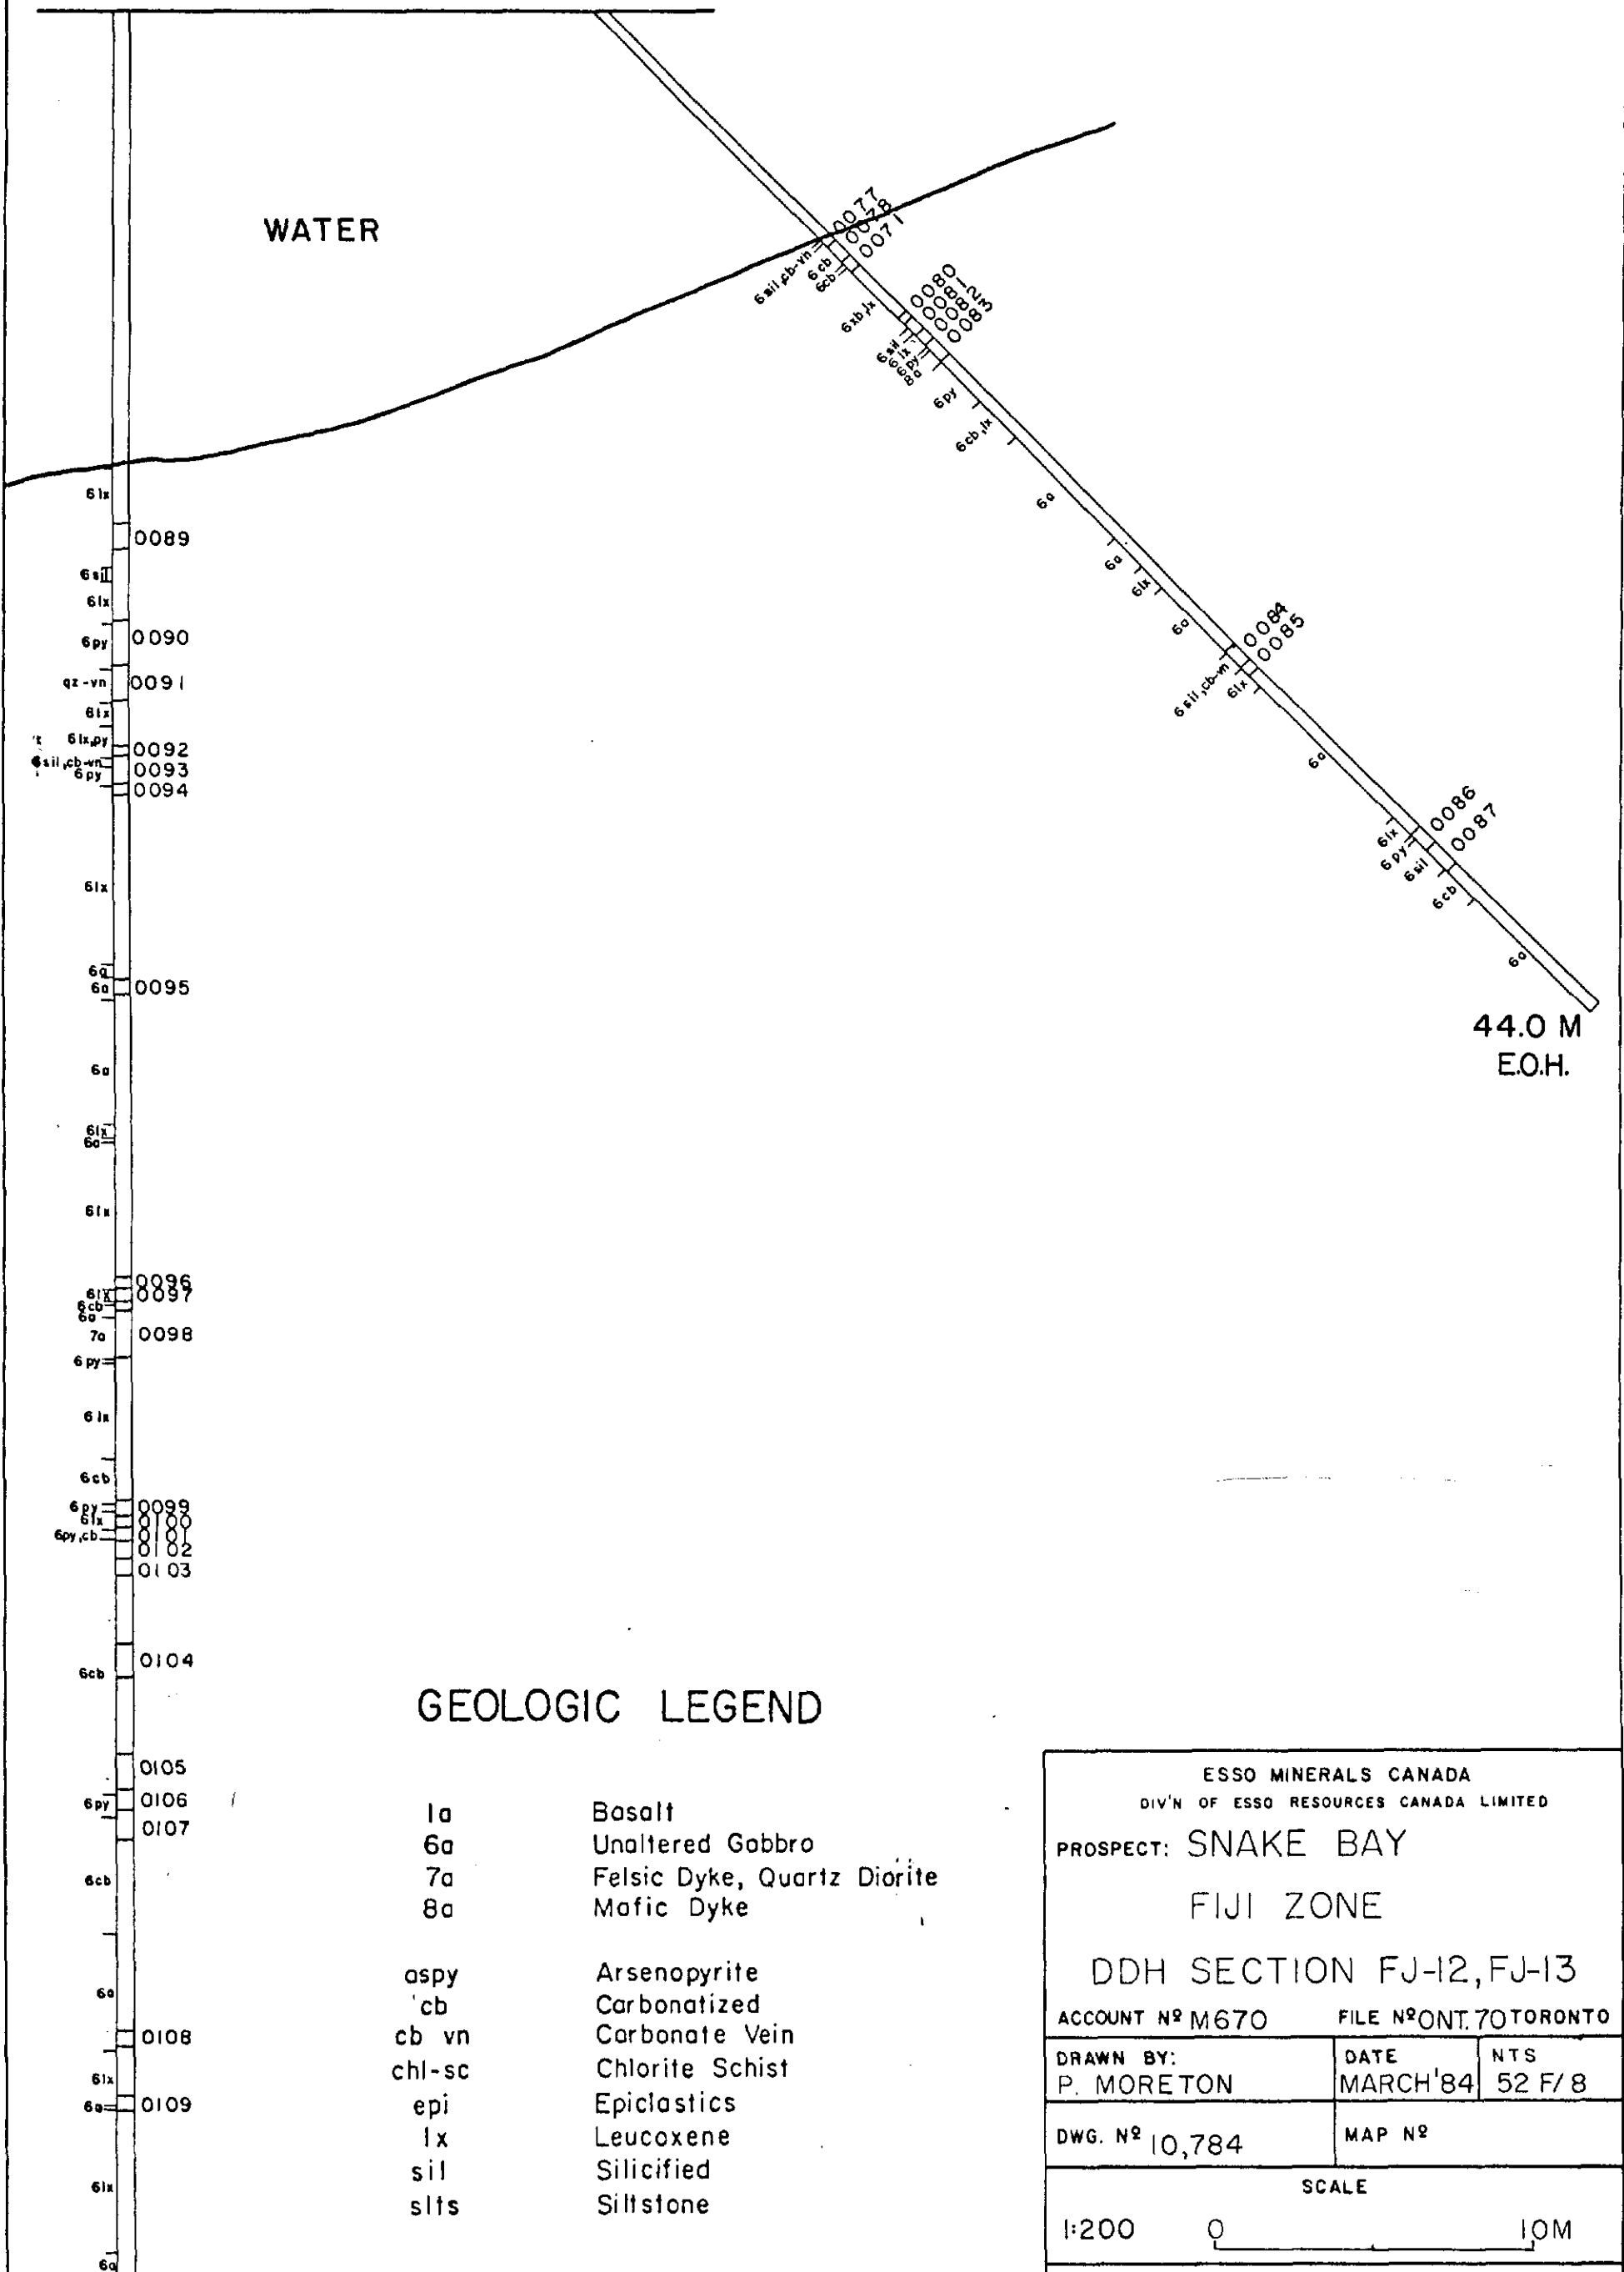 WATER
0077
0078
0071
6sil,cb-vn
6cb
6cb
6xb,lx
0080
0081
0082
0083
6sil
6lx
6py
8a
6py
6cb,lx
6a
6a
6lx
6a
0084
0085
6sil,cb-vn
6lx
6a
0086
0087
6lx
6py
6sil
6cb
6a
44.0 M
E.O.H.
6lx
0089
6sil
6lx
6py 0090
qz-vn 0091
6lx
6lx,py
0092
6sil,cb-vn
0093
6py
0094
6lx
6a
6a 0095
6a
6lx
6a
6lx
0096
6lx 0097
6cb
6a
7a 0098
6py
6lx
6cb
6py 0099
6lx 0100
6py,cb 0101
0102
0103
6cb 0104
0105
6py 0106
0107
6cb
6a
0108
6lx
6a 0109
6lx
6a
GEOLOGIC LEGEND
1a Basalt
6a Unaltered Gabbro
7a Felsic Dyke, Quartz Diorite
8a Mafic Dyke
aspy Arsenopyrite
cb Carbonatized
cb vn Carbonate Vein
chl-sc Chlorite Schist
epi Epiclastics
lx Leucoxene
sil Silicified
slts Siltstone
ESSO MINERALS CANADA
DIV'N OF ESSO RESOURCES CANADA LIMITED
PROSPECT: SNAKE BAY
FIJI ZONE
DDH SECTION FJ-12, FJ-13
ACCOUNT Nº M670 FILE Nº ONT. 70 TORONTO
DRAWN BY: DATE NTS
P. MORETON MARCH '84 52 F/8
DWG. Nº 10,784 MAP Nº
SCALE
1:200 0 10M